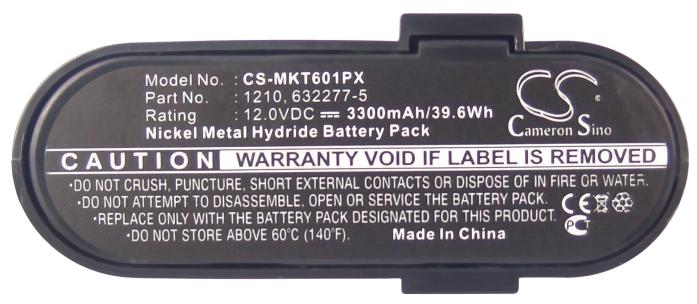 Model No. : CS-MKT601PX
Part No. : 1210, 632277-5
Rating : 12.0VDC ⎓ 3300mAh/39.6Wh
Nickel Metal Hydride Battery Pack
CS
Cameron Sino
CAUTION WARRANTY VOID IF LABEL IS REMOVED
•DO NOT CRUSH, PUNCTURE, SHORT EXTERNAL CONTACTS OR DISPOSE OF IN FIRE OR WATER.
•DO NOT ATTEMPT TO DISASSEMBLE, OPEN OR SERVICE THE BATTERY PACK.
•REPLACE ONLY WITH THE BATTERY PACK DESIGNATED FOR THIS PRODUCT.
•DO NOT STORE ABOVE 60°C (140°F). Made In China
CE
PCT